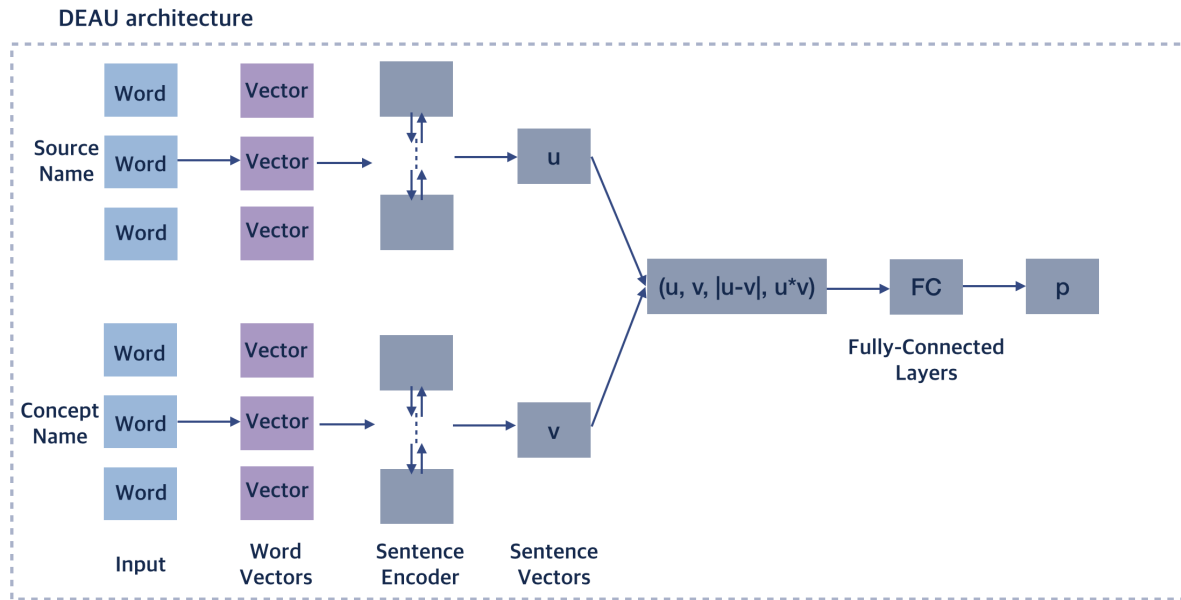 DEAU architecture
Word
Vector
Source
Name
Word
Vector
u
Word
Vector
(u, v, |u-v|, u*v)
FC
p
Fully-Connected
Layers
Word
Vector
Concept
Name
Word
Vector
v
Word
Vector
Input
Word
Vectors
Sentence
Encoder
Sentence
Vectors